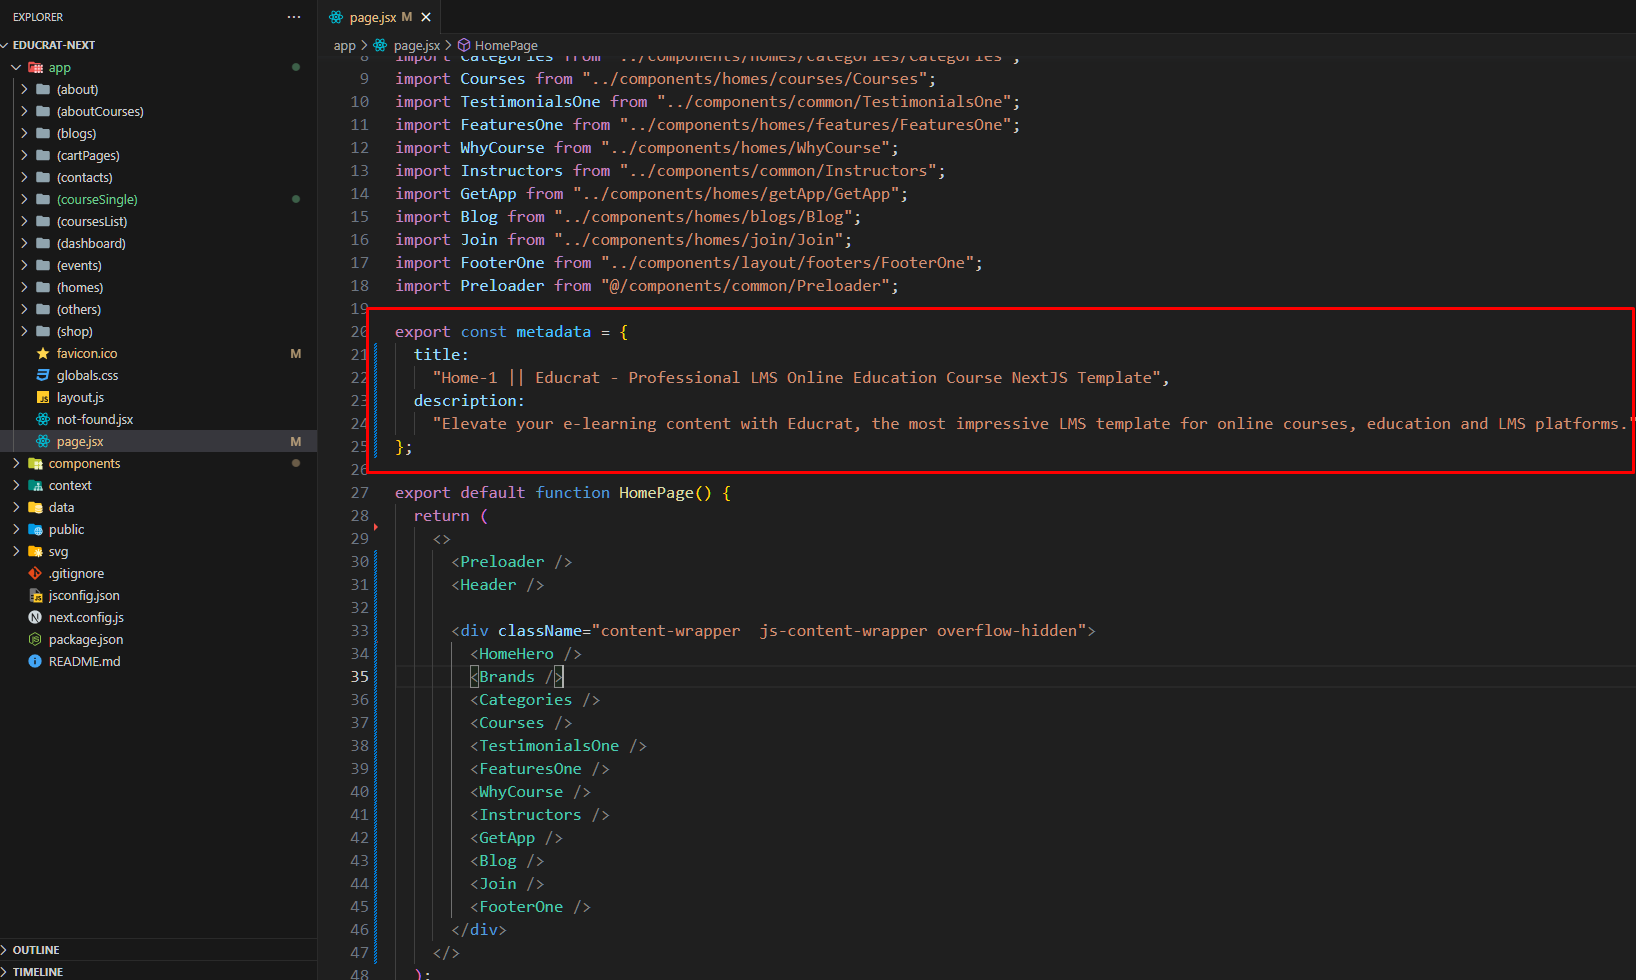 EXPLORER
EDUCRAT-NEXT
app
(about)
(aboutCourses)
(blogs)
(cartPages)
(contacts)
(courseSingle)
(coursesList)
(dashboard)
(events)
(homes)
(others)
(shop)
favicon.ico M
globals.css
layout.js
not-found.jsx
page.jsx M
components
context
data
public
svg
.gitignore
jsconfig.json
next.config.js
package.json
README.md
OUTLINE
TIMELINE
page.jsx M
app > page.jsx > HomePage
8 import Categories from "../components/homes/categories/Categories";
9 import Courses from "../components/homes/courses/Courses";
10 import TestimonialsOne from "../components/common/TestimonialsOne";
11 import FeaturesOne from "../components/homes/features/FeaturesOne";
12 import WhyCourse from "../components/homes/WhyCourse";
13 import Instructors from "../components/common/Instructors";
14 import GetApp from "../components/homes/getApp/GetApp";
15 import Blog from "../components/homes/blogs/Blog";
16 import Join from "../components/homes/join/Join";
17 import FooterOne from "../components/layout/footers/FooterOne";
18 import Preloader from "@/components/common/Preloader";
19
20 export const metadata = {
21 title:
22 "Home-1 || Educrat - Professional LMS Online Education Course NextJS Template",
23 description:
24 "Elevate your e-learning content with Educrat, the most impressive LMS template for online courses, education and LMS platforms."
25 };
26
27 export default function HomePage() {
28 return (
29 <>
30 <Preloader />
31 <Header />
32
33 <div className="content-wrapper  js-content-wrapper overflow-hidden">
34 <HomeHero />
35 <Brands />
36 <Categories />
37 <Courses />
38 <TestimonialsOne />
39 <FeaturesOne />
40 <WhyCourse />
41 <Instructors />
42 <GetApp />
43 <Blog />
44 <Join />
45 <FooterOne />
46 </div>
47 </>
48 );